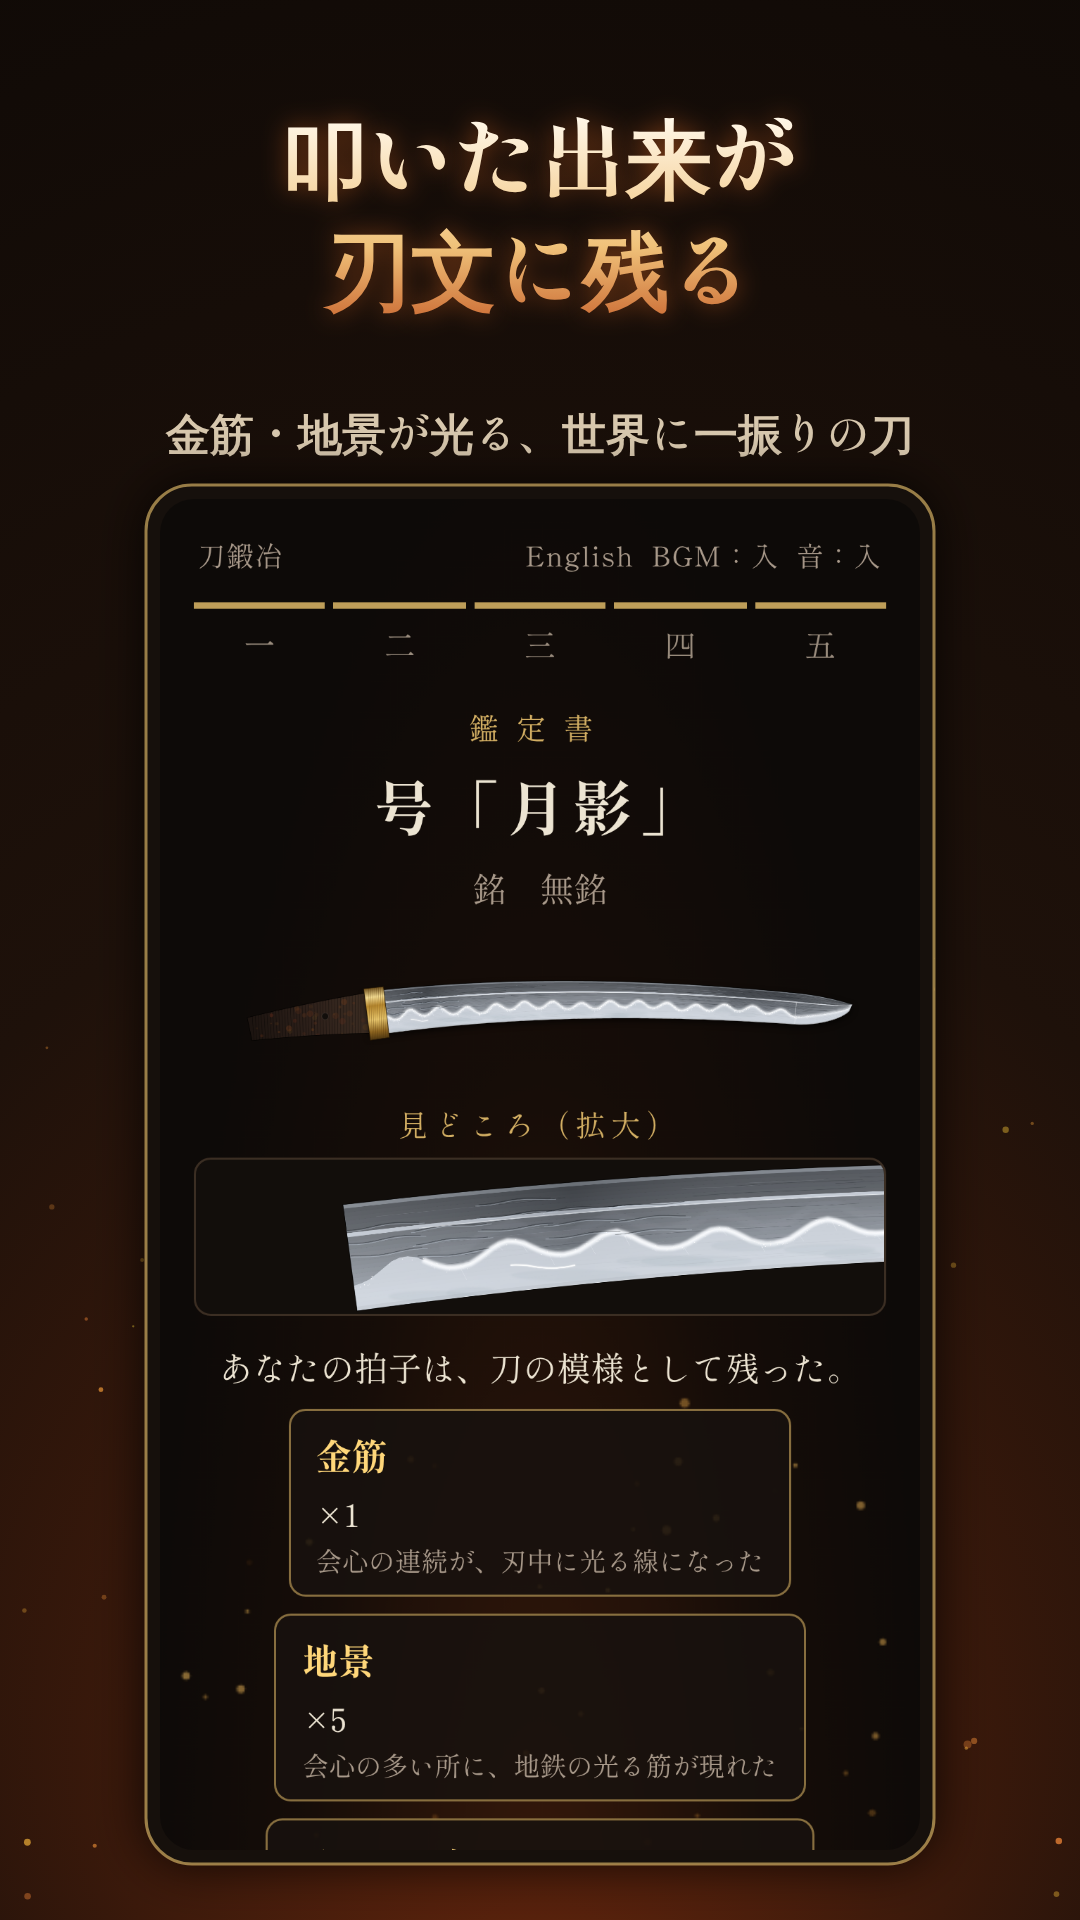 叩いた出来が
刃文に残る
金筋・地景が光る、世界に一振りの刀
刀鍛冶 English BGM：入 音：入
一 二 三 四 五
鑑定書
号「月影」
銘　無銘
見どころ（拡大）
あなたの拍子は、刀の模様として残った。
金筋
×1
会心の連続が、刃中に光る線になった
地景
×5
会心の多い所に、地鉄の光る筋が現れた